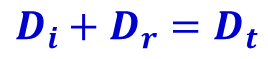 D_i + D_r = D_t